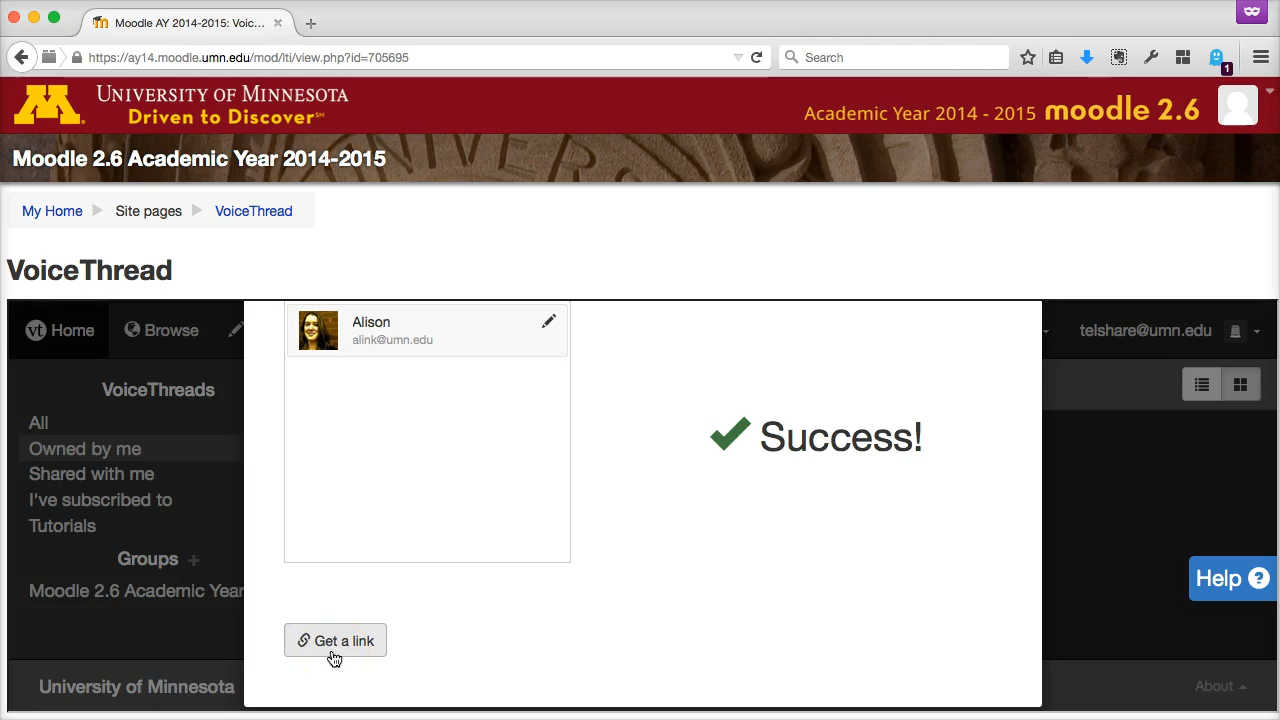 Moodle AY 2014-2015: Voic...
https://ay14.moodle.umn.edu/mod/lti/view.php?id=705695
Search
1
M
UNIVERSITY OF MINNESOTA
Driven to Discover℠
Academic Year 2014 - 2015 moodle 2.6
Moodle 2.6 Academic Year 2014-2015
My Home
Site pages
VoiceThread
VoiceThread
vt Home
Browse
telshare@umn.edu
VoiceThreads
All
Owned by me
Shared with me
I've subscribed to
Tutorials
Groups +
Moodle 2.6 Academic Year
Alison
alink@umn.edu
Success!
Get a link
Help ?
University of Minnesota
About